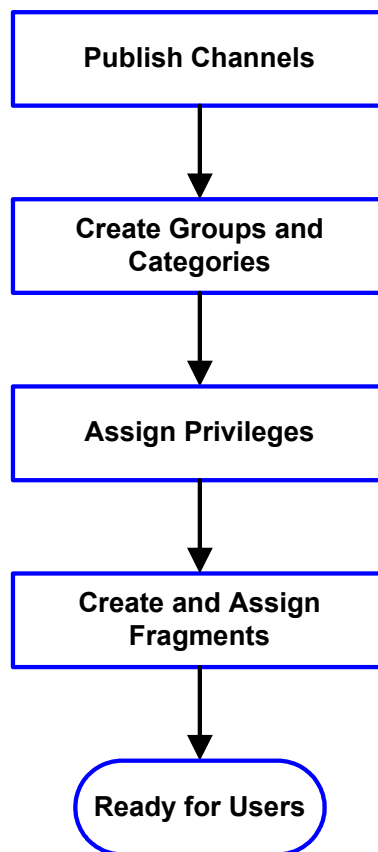 Publish Channels
Create Groups and
Categories
Assign Privileges
Create and Assign
Fragments
Ready for Users